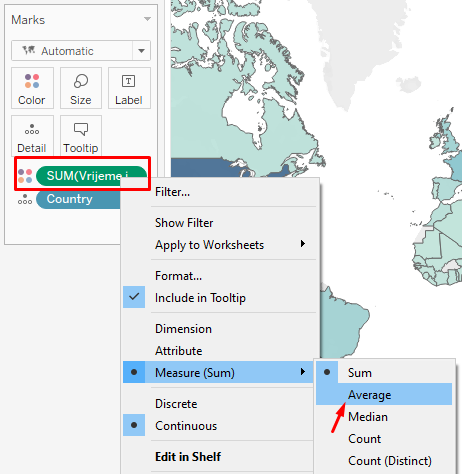 Marks
Automatic
Color
Size
Label
Detail
Tooltip
SUM(Vrijeme i..
Country
Filter...
Show Filter
Apply to Worksheets
Format...
Include in Tooltip
Dimension
Attribute
Measure (Sum)
Discrete
Continuous
Edit in Shelf
Sum
Average
Median
Count
Count (Distinct)